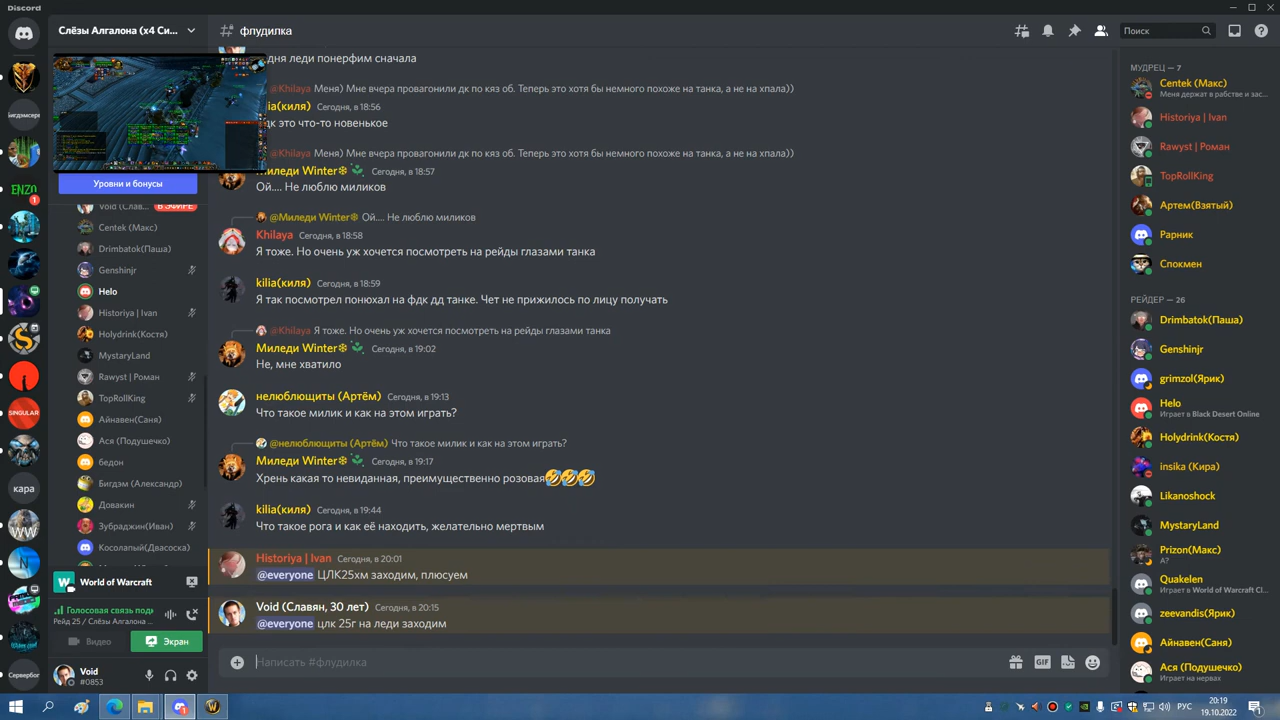 Discord
Слёзы Алгалона (x4 Си...
Уровни и бонусы
Void (Слав...
В ЭФИРЕ
Centek (Макс)
Drimbatok(Паша)
Genshinjr
Helo
Historiya | Ivan
Holydrink(Костя)
MystaryLand
Rawyst | Роман
TopRollKing
Айнавен(Саня)
Ася (Подушечко)
бедон
Бигдэм (Александр)
Довакин
Зубраджин(Иван)
Косолапый(Двасоска)
World of Warcraft
Голосовая связь подк
Рейд 25 / Слёзы Алгалона ...
Видео
Экран
Void
#0853
Бигдэмсерв
ENZO
1
SINGULAR
кара
WW
Сервербог
флудилка
Поиск
дня леди понерфим сначала
@Khilaya Меня) Мне вчера провагонили дк по кяз об. Теперь это хотя бы немного похоже на танка, а не на хпала))
ia(киля) Сегодня, в 18:56
дк это что-то новенькое
@Khilaya Меня) Мне вчера провагонили дк по кяз об. Теперь это хотя бы немного похоже на танка, а не на хпала))
Миледи Winter❄ Сегодня, в 18:57
Ой.... Не люблю миликов
@Миледи Winter❄ Ой.... Не люблю миликов
Khilaya Сегодня, в 18:58
Я тоже. Но очень уж хочется посмотреть на рейды глазами танка
kilia(киля) Сегодня, в 18:59
Я так посмотрел понюхал на фдк дд танке. Чет не прижилось по лицу получать
@Khilaya Я тоже. Но очень уж хочется посмотреть на рейды глазами танка
Миледи Winter❄ Сегодня, в 19:02
Не, мне хватило
нелюблющиты (Артём) Сегодня, в 19:13
Что такое милик и как на этом играть?
@нелюблющиты (Артём) Что такое милик и как на этом играть?
Миледи Winter❄ Сегодня, в 19:17
Хрень какая то невиданная, преимущественно розовая🤣🤣🤣
kilia(киля) Сегодня, в 19:44
Что такое рога и как её находить, желательно мертвым
Historiya | Ivan Сегодня, в 20:01
@everyone ЦЛК25хм заходим, плюсуем
Void (Славян, 30 лет) Сегодня, в 20:15
@everyone цлк 25г на леди заходим
Написать #флудилка
GIF
МУДРЕЦ — 7
Centek (Макс)
Меня держат в рабстве и зас...
Historiya | Ivan
Rawyst | Роман
TopRollKing
Артем(Взятый)
Рарник
Спокмен
РЕЙДЕР — 26
Drimbatok(Паша)
Genshinjr
grimzol(Ярик)
Helo
Играет в Black Desert Online
Holydrink(Костя)
insika (Кира)
Likanoshock
MystaryLand
Prizon(Макс)
А?
Quakelen
Играет в World of Warcraft Cl...
zeevandis(Ярик)
Айнавен(Саня)
Ася (Подушечко)
Играет на нервах
РУС
20:19
19.10.2022
1